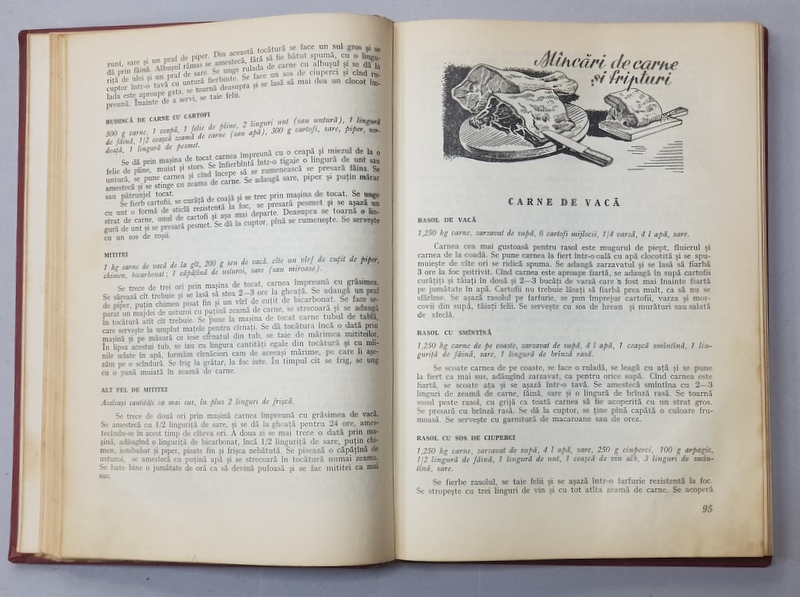 runt, sare și un praf de piper. Din această tocătură se face un sul gros și se
dă prin făină. Albușul rămas se amestecă, fără să fie bătut spumă, cu o lingu-
riță de ulei și un praf de sare. Se unge rulada de carne cu albușul și se dă la
cuptor într-o tavă cu untură fierbinte. Se face un sos de ciuperci și cînd ru-
lada este aproape gata, se toarnă deasupra și se lasă să mai dea un clocot îm-
preună. Înainte de a servi, se taie felii.
BUDINCĂ DE CARNE CU CARTOFI
500 g carne, 1 ceapă, 1 felie de pîine, 2 linguri unt (sau untură), 1 lingură
de făină, 1/2 ceașcă zeamă de carne (sau apă), 300 g cartofi, sare, piper, ver-
deață, 1 lingură de pesmet.
Se dă prin mașina de tocat carnea împreună cu o ceapă și miezul de la o
felie de pîine, muiat și stors. Se înfierbîntă într-o tigaie o lingură de unt sau
untură, se pune carnea și cînd începe să se rumenească se presară făina. Se
amestecă și se stinge cu zeama de carne. Se adaugă sare, piper și puțin mărar
sau pătrunjel tocat.
Se fierb cartofii, se curăță de coajă și se trec prin mașina de tocat. Se unge
cu unt o formă de sticlă rezistentă la foc, se presară pesmet și se așază un
strat de carne, unul de cartofi și așa mai departe. Deasupra se toarnă o lin-
gură de unt și se presară pesmet. Se dă la cuptor, pînă se rumenește. Se servește
cu un sos de roșii.
MITITEI
1 kg carne de vacă de la gît, 200 g seu de vacă, cîte un vîrf de cuțit de piper,
chimen, bicarbonat; 1 căpățînă de usturoi, sare (sau miroase).
Se trece de trei ori prin mașina de tocat, carnea împreună cu grăsimea.
Se sărează cît trebuie și se lasă să stea 2—3 ore la gheață. Se adaugă un praf
de piper, puțin chimen pisat fin și un vîrf de cuțit de bicarbonat. Se face se-
parat un mujdei de usturoi cu puțină zeamă de carne, se strecoară și se adaugă
în tocătură atît cît trebuie. Se pune la mașina de tocat carne tubul de tablă,
care servește la umplut mațele pentru cîrnați. Se dă tocătura încă o dată prin
mașină și pe măsură ce iese cîrnatul din tub, se taie de mărimea mititeilor.
În lipsa acestui tub, se iau cu lingura cantități egale din tocătură și cu mîi-
nile udate în apă, formăm cîrnăciori cam de aceeași mărime, pe care îi așe-
zăm pe o scîndură. Se frig la grătar, la foc iute. În timpul cît se frig, se ung
cu o pană muiată în zeamă de carne.
ALT FEL DE MITITEI
Aceleași cantități ca mai sus, în plus 2 linguri de frișcă.
Se trece de două ori prin mașină carnea împreună cu grăsimea de vacă.
Se amestecă cu 1/2 linguriță de sare, și se dă la gheață pentru 24 ore, ames-
tecîndu-se în acest timp de cîteva ori. A doua zi se mai trece o dată prin ma-
șină, adăugînd o linguriță de bicarbonat, încă 1/2 linguriță de sare, puțin chi-
men, ienibahar și piper, pisate fin și frișca nebătută. Se pisează o căpățînă de
usturoi, se amestecă cu puțină apă și se strecoară în tocătură numai zeama.
Se bate bine o jumătate de oră ca să devină puloasă și se fac mititei ca mai
sus.
Mîncări de carne
și fripturi
CARNE DE VACĂ
RASOL DE VACĂ
1,250 kg carne, zarzavat de supă, 6 cartofi mijlocii, 1/4 varză, 4 l apă, sare.
Carnea cea mai gustoasă pentru rasol este mugurul de piept, fluierul și
carnea de la coadă. Se pune carnea la fiert într-o oală cu apă clocotită și se spu-
muiește de cîte ori se ridică spuma. Se adaugă zarzavatul și se lasă să fiarbă
3 ore la foc potrivit. Cînd carnea este aproape fiartă, se adaugă în supă cartofii
curățiți și tăiați în două și 2—3 bucăți de varză care a fost mai înainte fiartă
pe jumătate în apă. Cartofii nu trebuie lăsați să fiarbă prea mult, ca să nu se
sfărîme. Se așază rasolul pe farfurie, se pun împrejur cartofii, varza și mor-
covii din supă, tăiați felii. Se servește cu sos de hrean și murături sau salată
de sfeclă.
RASOL CU SMÎNTÎNĂ
1,250 kg carne de pe coaste, zarzavat de supă, 4 l apă, 1 ceașcă smîntînă, 1 lin-
guriță de făină, sare, 1 lingură de brînză rasă.
Se scoate carnea de pe coaste, se face o ruladă, se leagă cu ață și se pune
la fiert ca mai sus, adăugînd zarzavat, ca pentru orice supă. Cînd carnea este
fiartă, se scoate ața și se așază într-o tavă. Se amestecă smîntîna cu 2—3
linguri de zeamă de carne, făină, sare și o lingură de brînză rasă. Se toarnă
sosul peste rasol, cu grijă ca toată carnea să fie acoperită cu un strat gros.
Se presară cu brînză rasă. Se dă la cuptor, se ține pînă capătă o culoare fru-
moasă. Se servește cu garnitură de macaroane sau de orez.
RASOL CU SOS DE CIUPERCI
1,250 kg carne, zarzavat de supă, 4 l apă, sare, 250 g ciuperci, 100 g arpagic,
1/2 lingură de făină, 1 lingură de unt, 1 ceașcă de vin alb, 3 linguri de smîn-
tînă, sare.
Se fierbe rasolul, se taie felii și se așază într-o farfurie rezistentă la foc.
Se stropește cu trei linguri de vin și cu tot atîta zeamă de carne. Se acoperă
95